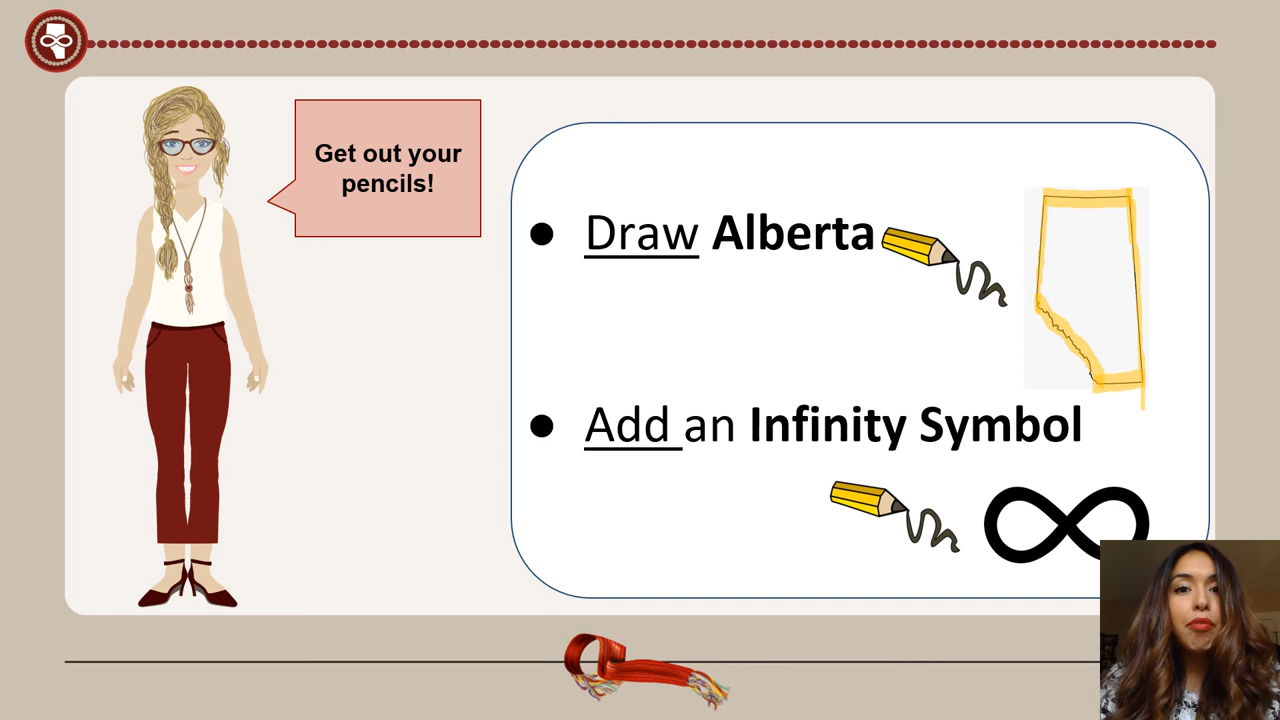 Get out your
pencils!
● Draw Alberta
● Add an Infinity Symbol